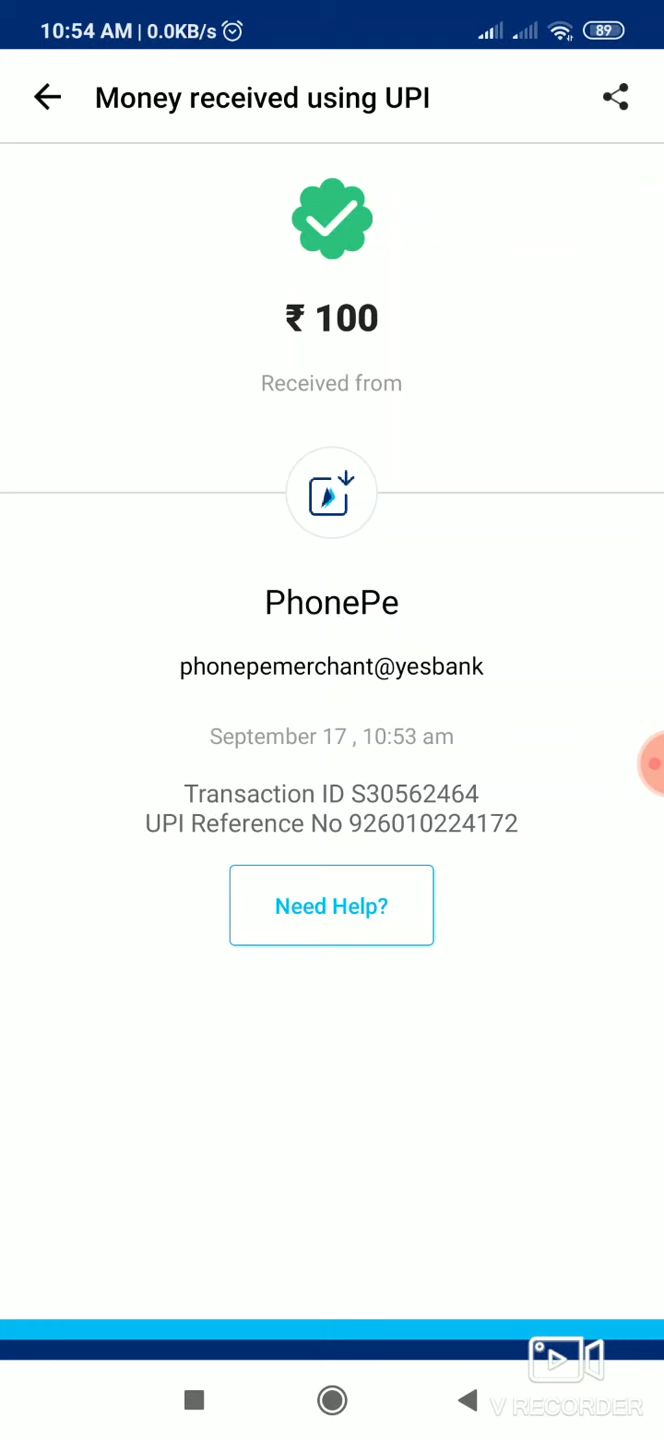 10:54 AM | 0.0KB/s
89
Money received using UPI
₹ 100
Received from
PhonePe
phonepemerchant@yesbank
September 17 , 10:53 am
Transaction ID S30562464
UPI Reference No 926010224172
Need Help?
V RECORDER